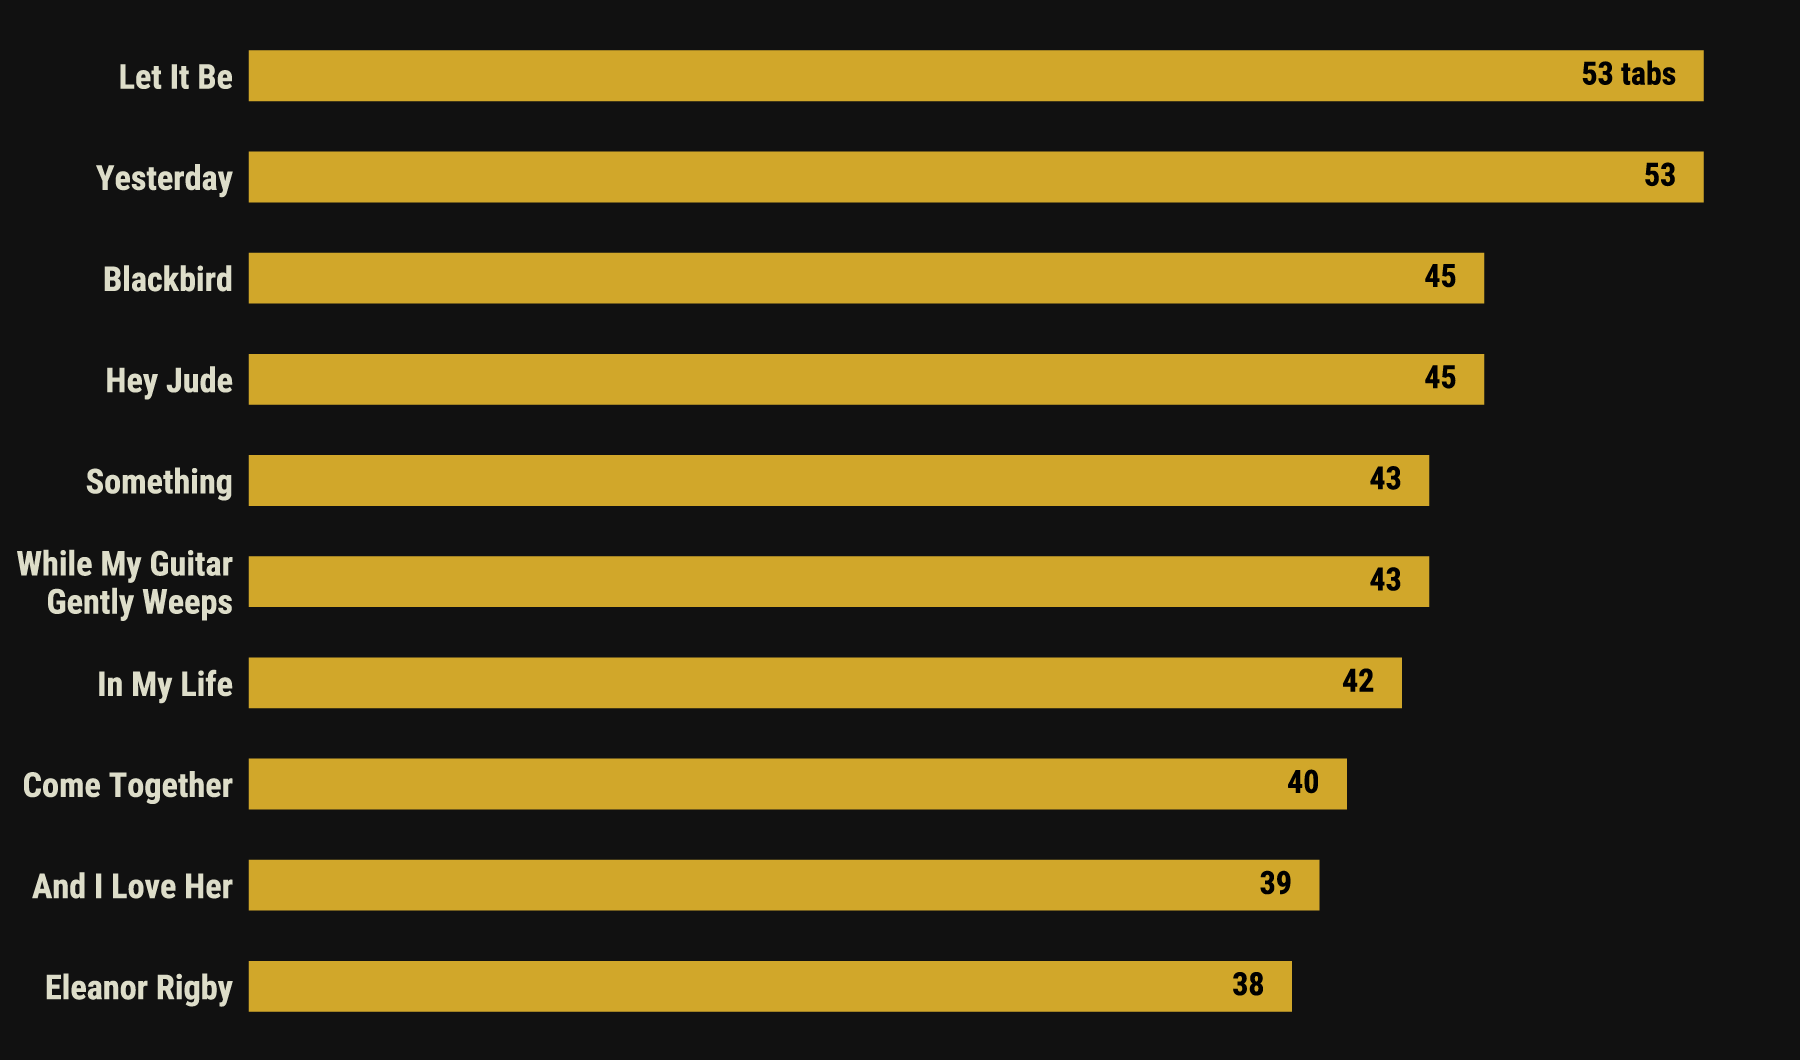 Let It Be 53 tabs
Yesterday 53
Blackbird 45
Hey Jude 45
Something 43
While My Guitar
Gently Weeps 43
In My Life 42
Come Together 40
And I Love Her 39
Eleanor Rigby 38